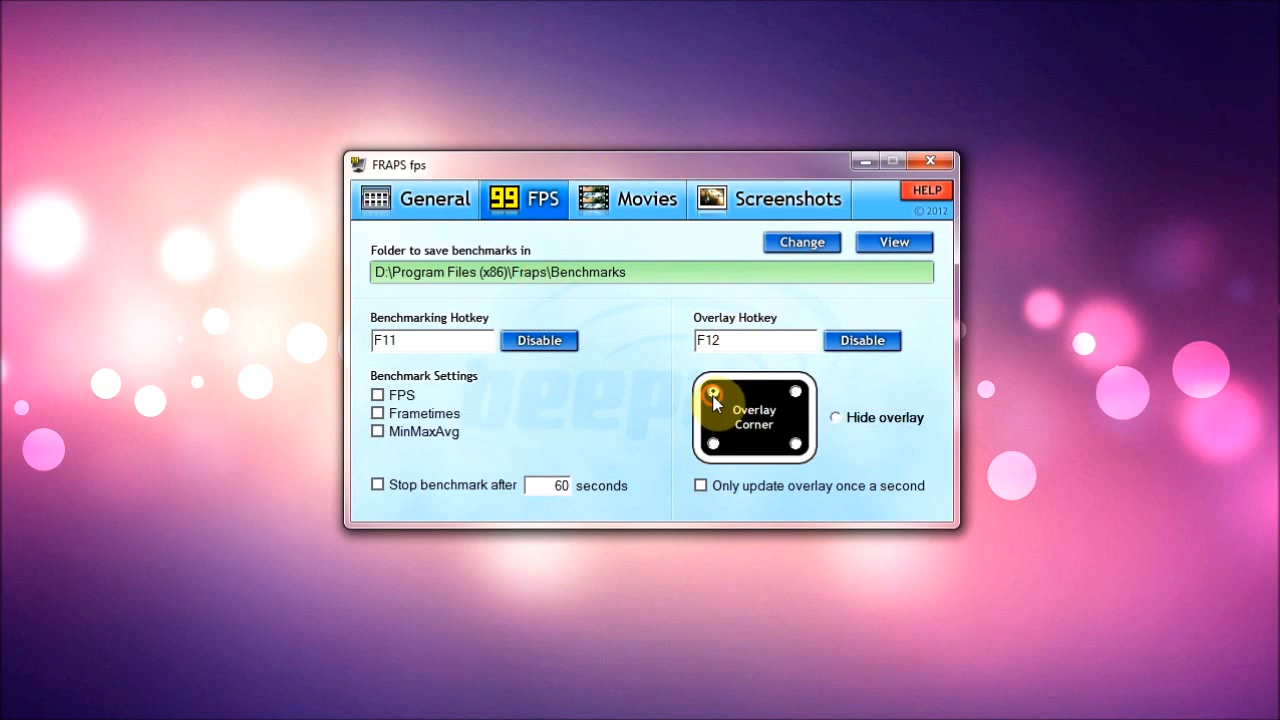 FRAPS fps
General
99 FPS
Movies
Screenshots
HELP
© 2012
Folder to save benchmarks in
Change
View
D:\Program Files (x86)\Fraps\Benchmarks
Benchmarking Hotkey
F11
Disable
Overlay Hotkey
F12
Disable
Benchmark Settings
FPS
Frametimes
MinMaxAvg
Overlay
Corner
Hide overlay
Stop benchmark after 60 seconds
Only update overlay once a second